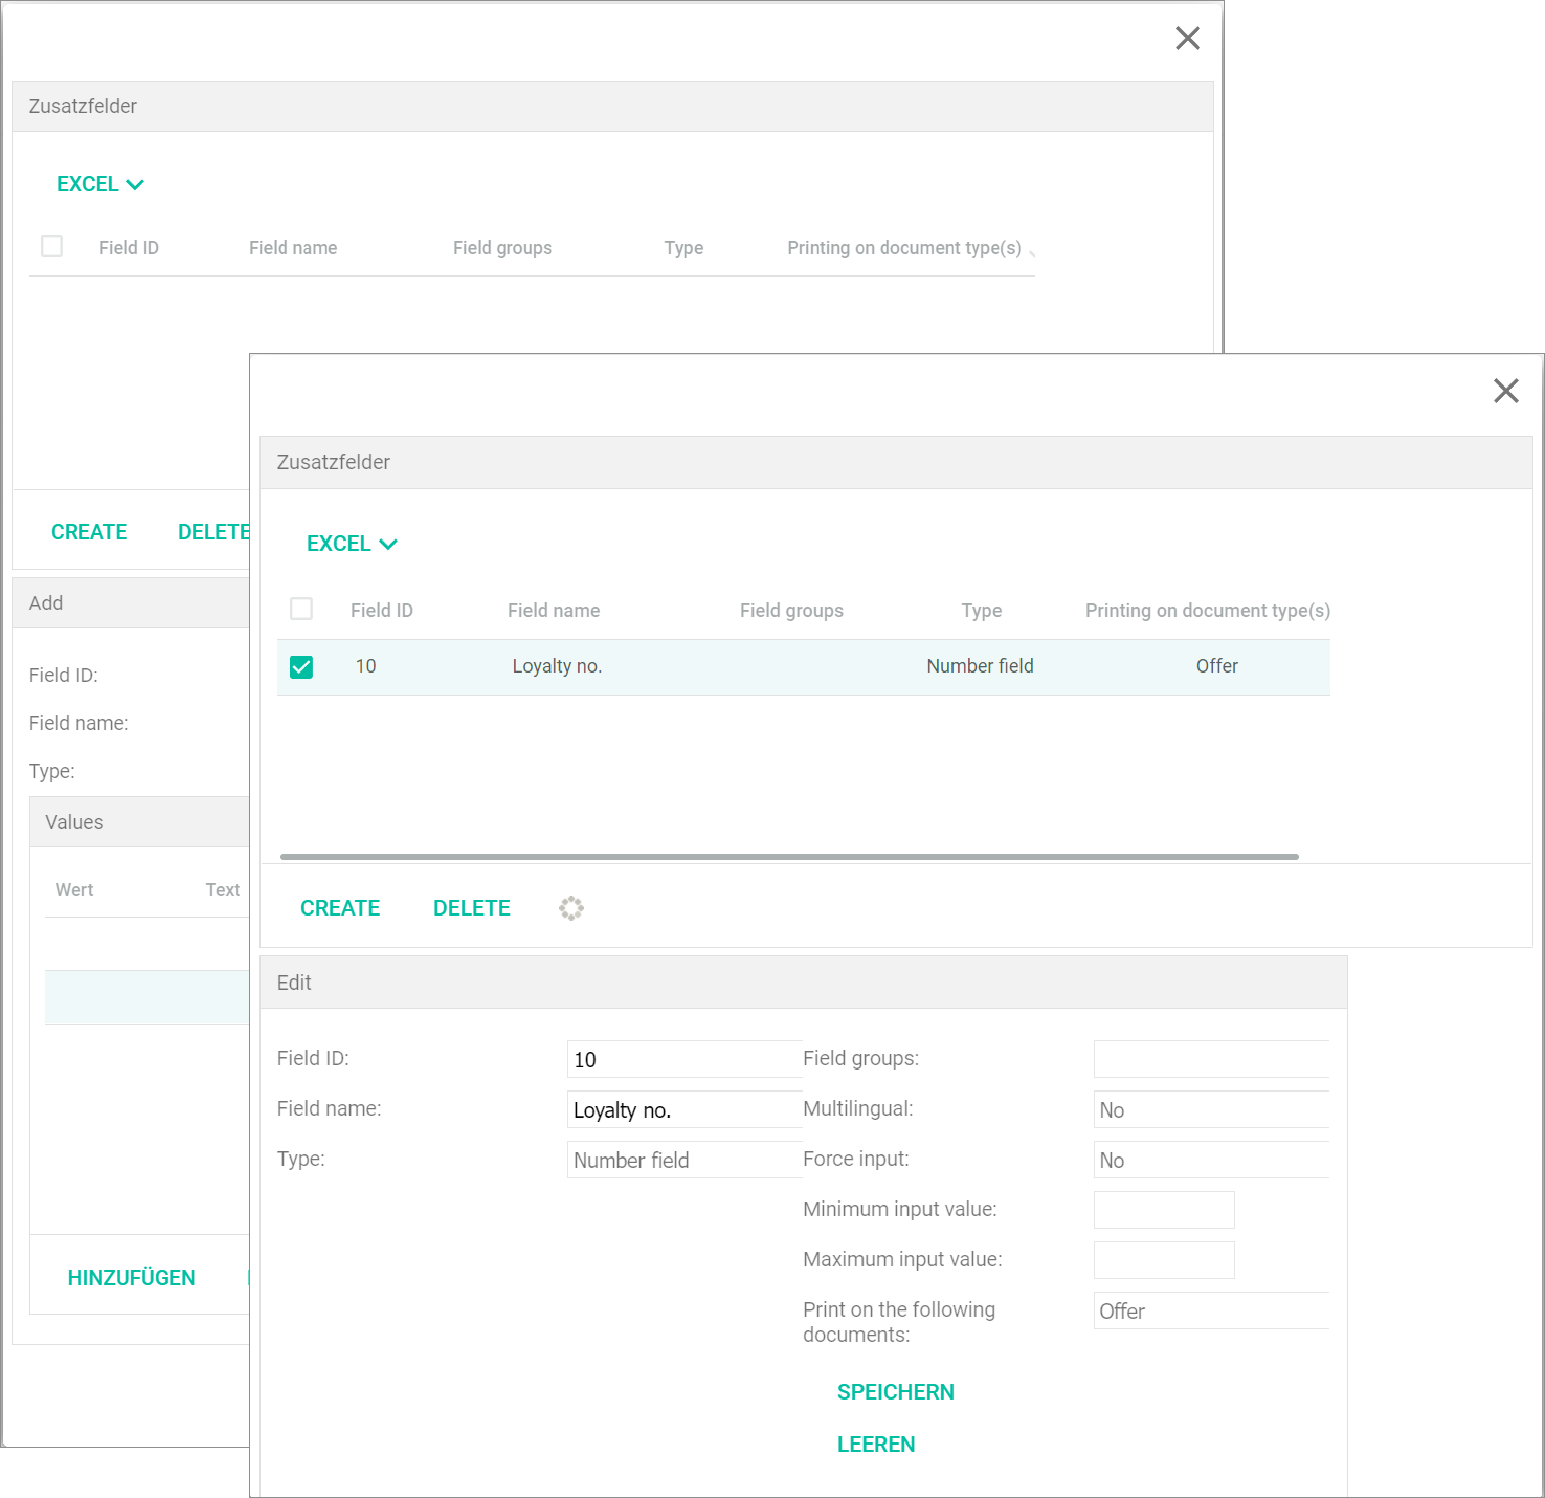 Zusatzfelder
EXCEL
Field ID Field name Field groups Type Printing on document type(s)
CREATE DELETE
Add
Field ID:
Field name:
Type:
Values
Wert Text
HINZUFÜGEN
Zusatzfelder
EXCEL
Field ID Field name Field groups Type Printing on document type(s)
10 Loyalty no. Number field Offer
CREATE DELETE
Edit
Field ID: 10 Field groups:
Field name: Loyalty no. Multilingual: No
Type: Number field Force input: No
Minimum input value:
Maximum input value:
Print on the following Offer
documents:
SPEICHERN
LEEREN